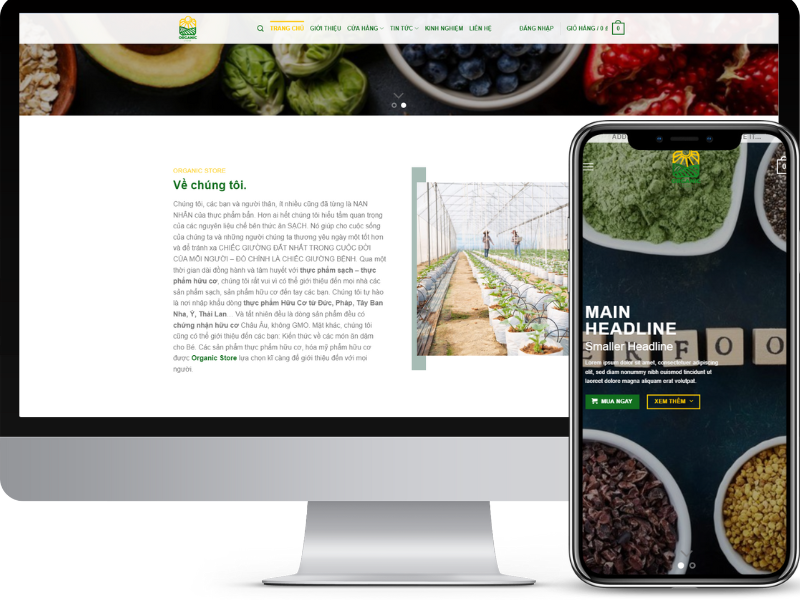 ORGANIC
TRANG CHỦ GIỚI THIỆU CỬA HÀNG TIN TỨC KINH NGHIỆM LIÊN HỆ ĐĂNG NHẬP GIỎ HÀNG / 0 ₫ 0
ORGANIC STORE
Về chúng tôi.
Chúng tôi, các bạn và người thân, ít nhiều cũng đã từng là NẠN
NHÂN của thực phẩm bẩn. Hơn ai hết chúng tôi hiểu tầm quan trọng
của các nguyên liệu chế biến thức ăn SẠCH. Nó giúp cho cuộc sống
của chúng ta và những người chúng ta thương yêu ngày một tốt hơn
và để tránh xa CHIẾC GIƯỜNG ĐẮT NHẤT TRONG CUỘC ĐỜI
CỦA MỖI NGƯỜI – ĐÓ CHÍNH LÀ CHIẾC GIƯỜNG BỆNH. Qua một
thời gian dài đồng hành và tâm huyết với thực phẩm sạch – thực
phẩm hữu cơ, chúng tôi rất vui vì có thể giới thiệu đến mọi nhà các
sản phẩm sạch, sản phẩm hữu cơ đến tay các bạn. Chúng tôi tự hào
là nơi nhập khẩu dòng thực phẩm Hữu Cơ từ Đức, Pháp, Tây Ban
Nha, Ý, Thái Lan… Và tất nhiên đều là dòng sản phẩm đều có
chứng nhận hữu cơ Châu Âu, không GMO. Mặt khác, chúng tôi
cũng có thể giới thiệu đến các bạn: Kiến thức về các món ăn dặm
cho Bé. Các sản phẩm thực phẩm hữu cơ, hóa mỹ phẩm hữu cơ
được Organic Store lựa chọn kĩ càng để giới thiệu đến với mọi
người.
0
MAIN
HEADLINE
Smaller Headline
Lorem ipsum dolor sit amet, consectetuer adipiscing
elit, sed diam nonummy nibh euismod tincidunt ut
laoreet dolore magna aliquam erat volutpat.
MUA NGAY XEM THÊM